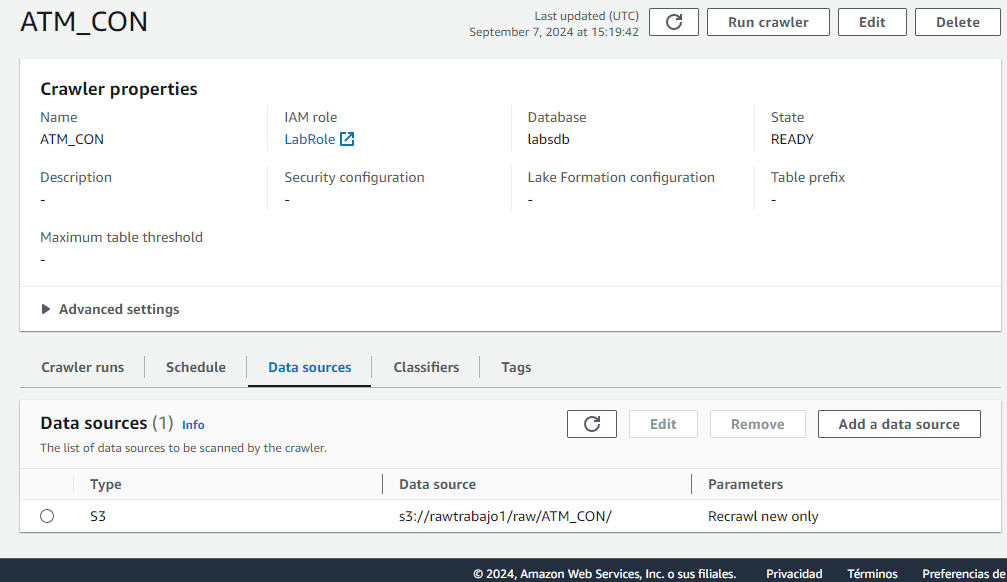 ATM_CON
Last updated (UTC)
September 7, 2024 at 15:19:42
Run crawler
Edit
Delete
Crawler properties
Name
ATM_CON
IAM role
LabRole
Database
labsdb
State
READY
Description
-
Security configuration
-
Lake Formation configuration
-
Table prefix
-
Maximum table threshold
-
Advanced settings
Crawler runs
Schedule
Data sources
Classifiers
Tags
Data sources (1) Info
The list of data sources to be scanned by the crawler.
Edit
Remove
Add a data source
Type
Data source
Parameters
S3
s3://rawtrabajo1/raw/ATM_CON/
Recrawl new only
© 2024, Amazon Web Services, Inc. o sus filiales.
Privacidad
Términos
Preferencias de